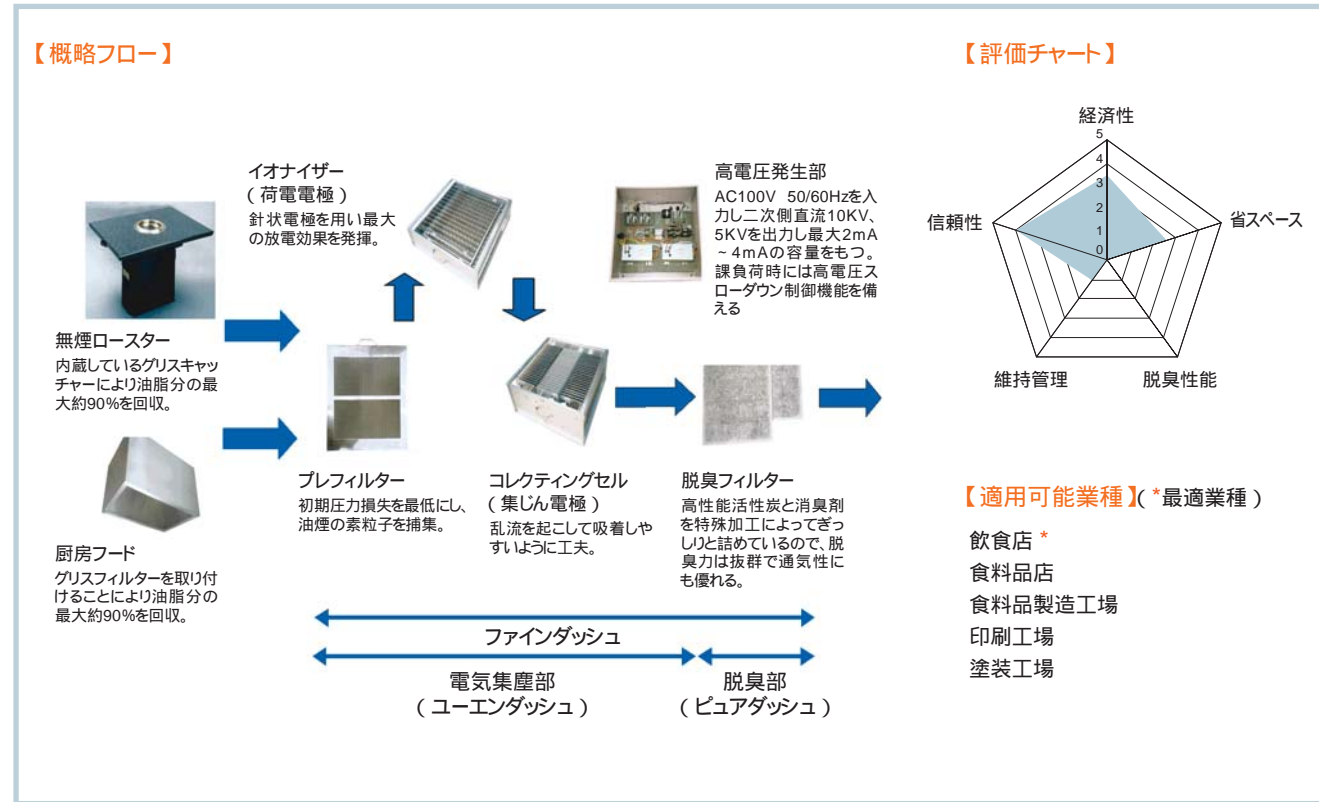 【概略フロー】
【評価チャート】
イオナイザー
(荷電電極)
針状電極を用い最大
の放電効果を発揮。
高電圧発生部
AC100V 50/60Hzを入
力し二次側直流10KV、
5KVを出力し最大2mA
~4mAの容量をもつ。
課負荷時には高電圧ス
ローダウン制御機能を備
える
無煙ロースター
内蔵しているグリスキャッ
チャーにより油脂分の最
大約90%を回収。
厨房フード
グリスフィルターを取り付
けることにより油脂分の
最大約90%を回収。
プレフィルター
初期圧力損失を最低にし、
油煙の素粒子を捕集。
コレクティングセル
(集じん電極)
乱流を起こして吸着しや
すいように工夫。
脱臭フィルター
高性能活性炭と消臭剤
を特殊加工によってぎっ
しりと詰めているので、脱
臭力は抜群で通気性に
も優れる。
ファインダッシュ
電気集塵部
(ユーエンダッシュ)
脱臭部
(ピュアダッシュ)
経済性
5
4
3
2
1
0
信頼性
省スペース
維持管理
脱臭性能
【適用可能業種】(*最適業種)
飲食店*
食料品店
食料品製造工場
印刷工場
塗装工場